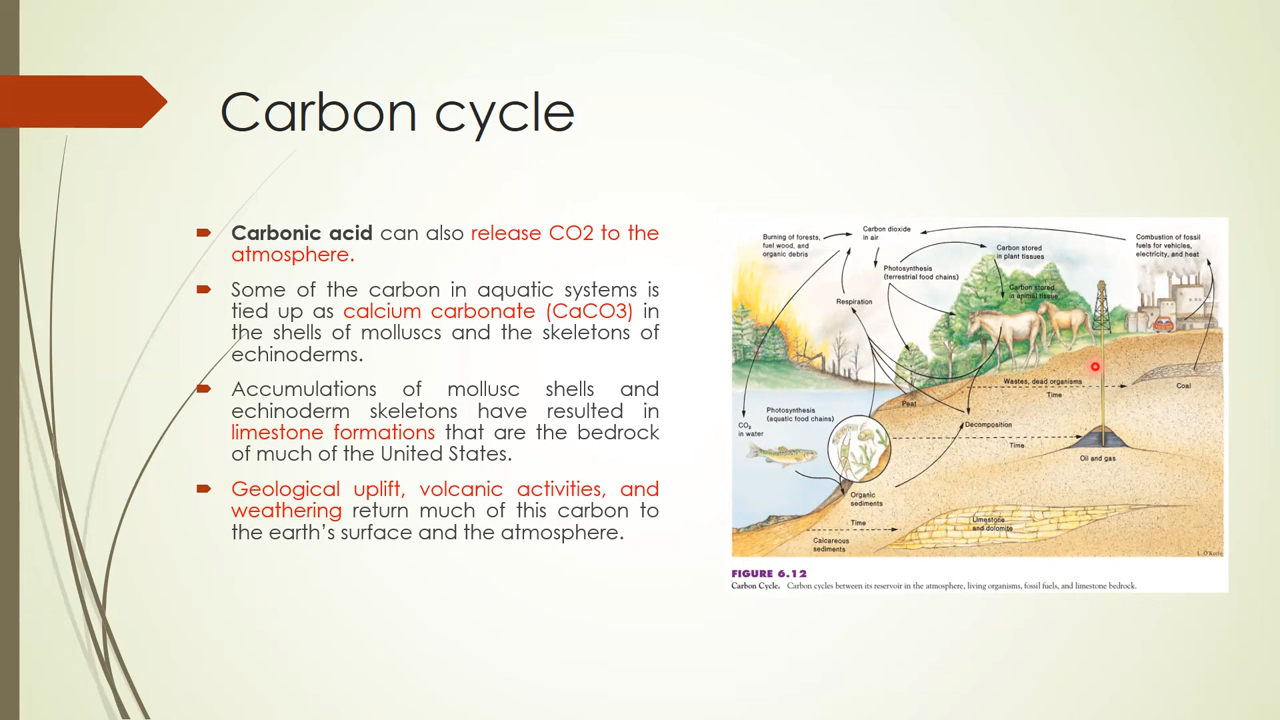 Carbon cycle
Carbonic acid can also release CO2 to the
atmosphere.
Some of the carbon in aquatic systems is
tied up as calcium carbonate (CaCO3) in
the shells of molluscs and the skeletons of
echinoderms.
Accumulations of mollusc shells and
echinoderm skeletons have resulted in
limestone formations that are the bedrock
of much of the United States.
Geological uplift, volcanic activities, and
weathering return much of this carbon to
the earth's surface and the atmosphere.
Burning of forests,
fuel wood, and
organic debris
Carbon dioxide
in air
Photosynthesis
(terrestrial food chains)
Carbon stored
in plant tissues
Combustion of fossil
fuels for vehicles,
electricity, and heat
Carbon stored
in animal tissue
Respiration
Wastes, dead organisms
Time
Coal
Peat
Photosynthesis
(aquatic food chains)
CO₂
in water
Decomposition
Time
Oil and gas
Organic
sediments
Time
Limestone
and dolomite
Calcareous
sediments
FIGURE 6.12
Carbon Cycle. Carbon cycles between its reservoir in the atmosphere, living organisms, fossil fuels, and limestone bedrock.